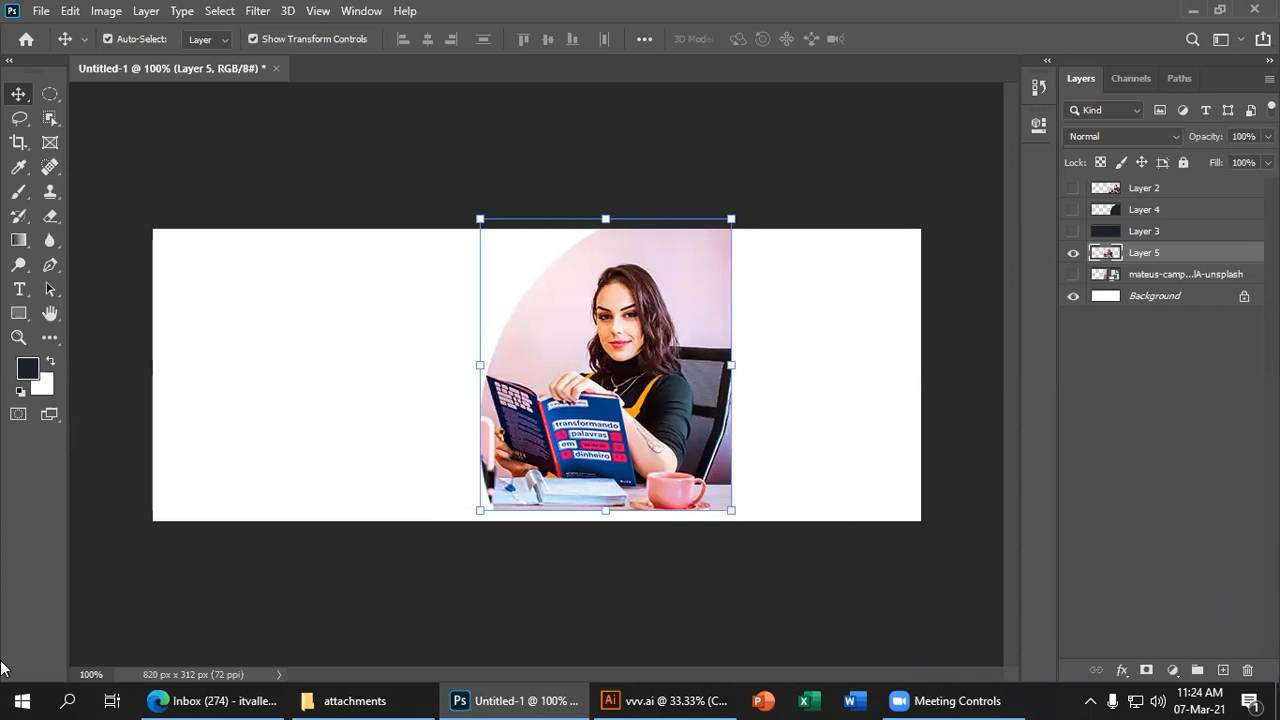 Ps File Edit Image Layer Type Select Filter 3D View Window Help
Auto-Select: Layer Show Transform Controls ••• 3D Mode:
Untitled-1 @ 100% (Layer 5, RGB/8#) * ×
Layers Channels Paths
Kind
Normal Opacity: 100%
Lock: Fill: 100%
Layer 2
Layer 4
Layer 3
Layer 5
mateus-camp...lA-unsplash
Background
transformando
palavras
em
dinheiro
100% 820 px x 312 px (72 ppi)
Inbox (274) - itvalle... attachments Ps Untitled-1 @ 100% ... Ai vvv.ai @ 33.33% (C... Meeting Controls
11:24 AM
07-Mar-21